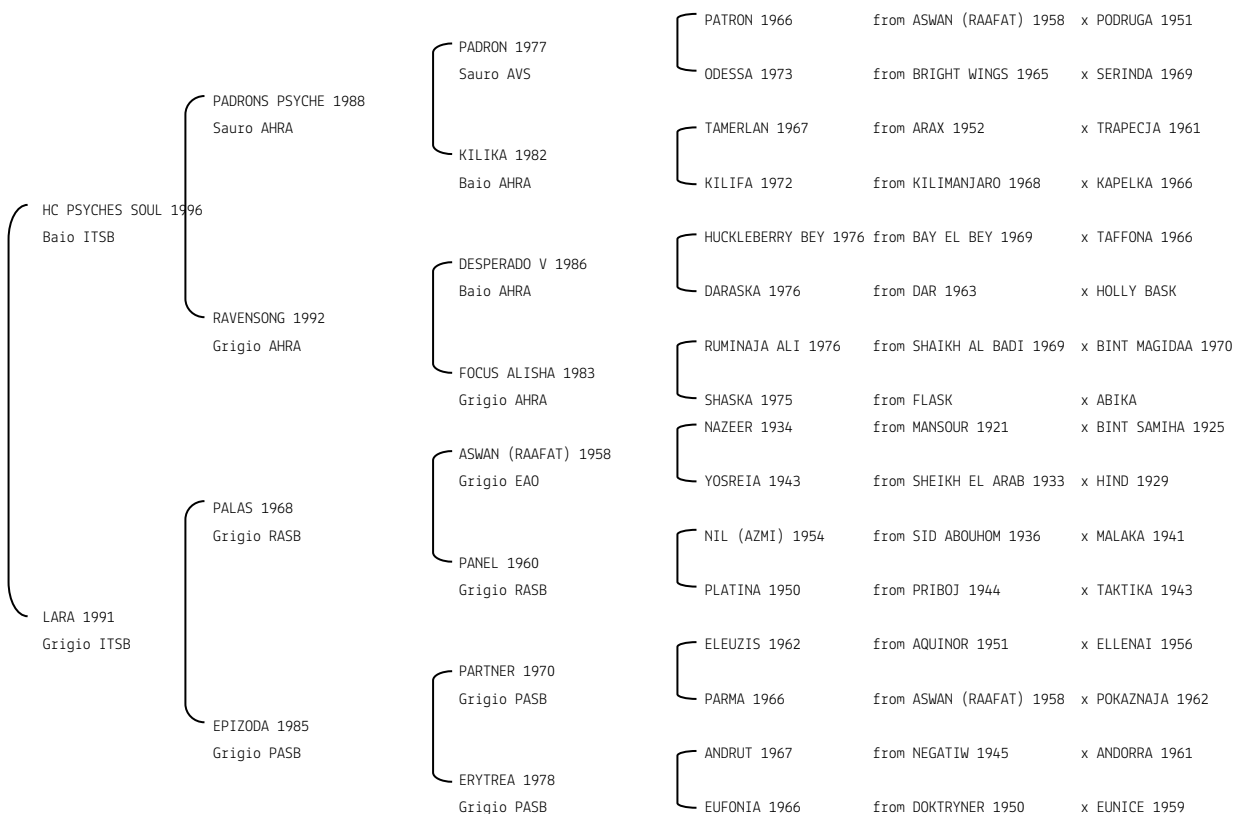 PATRON 1966 from ASWAN (RAAFAT) 1958 x PODRUGA 1951
PADRON 1977
Sauro AVS ODESSA 1973 from BRIGHT WINGS 1965 x SERINDA 1969
PADRONS PSYCHE 1988
Sauro AHRA TAMERLAN 1967 from ARAX 1952 x TRAPECJA 1961
KILIKA 1982
Baio AHRA KILIFA 1972 from KILIMANJARO 1968 x KAPELKA 1966
HC PSYCHES SOUL 1996
Baio ITSB HUCKLEBERRY BEY 1976 from BAY EL BEY 1969 x TAFFONA 1966
DESPERADO V 1986
Baio AHRA DARASKA 1976 from DAR 1963 x HOLLY BASK
RAVENSONG 1992
Grigio AHRA RUMINAJA ALI 1976 from SHAIKH AL BADI 1969 x BINT MAGIDAA 1970
FOCUS ALISHA 1983
Grigio AHRA SHASKA 1975 from FLASK x ABIKA
NAZEER 1934 from MANSOUR 1921 x BINT SAMIHA 1925
ASWAN (RAAFAT) 1958
Grigio EAO YOSREIA 1943 from SHEIKH EL ARAB 1933 x HIND 1929
PALAS 1968
Grigio RASB NIL (AZMI) 1954 from SID ABOUHOM 1936 x MALAKA 1941
PANEL 1960
Grigio RASB PLATINA 1950 from PRIBOJ 1944 x TAKTIKA 1943
LARA 1991
Grigio ITSB ELEUZIS 1962 from AQUINOR 1951 x ELLENAI 1956
PARTNER 1970
Grigio PASB PARMA 1966 from ASWAN (RAAFAT) 1958 x POKAZNAJA 1962
EPIZODA 1985
Grigio PASB ANDRUT 1967 from NEGATIW 1945 x ANDORRA 1961
ERYTREA 1978
Grigio PASB EUFONIA 1966 from DOKTRYNER 1950 x EUNICE 1959